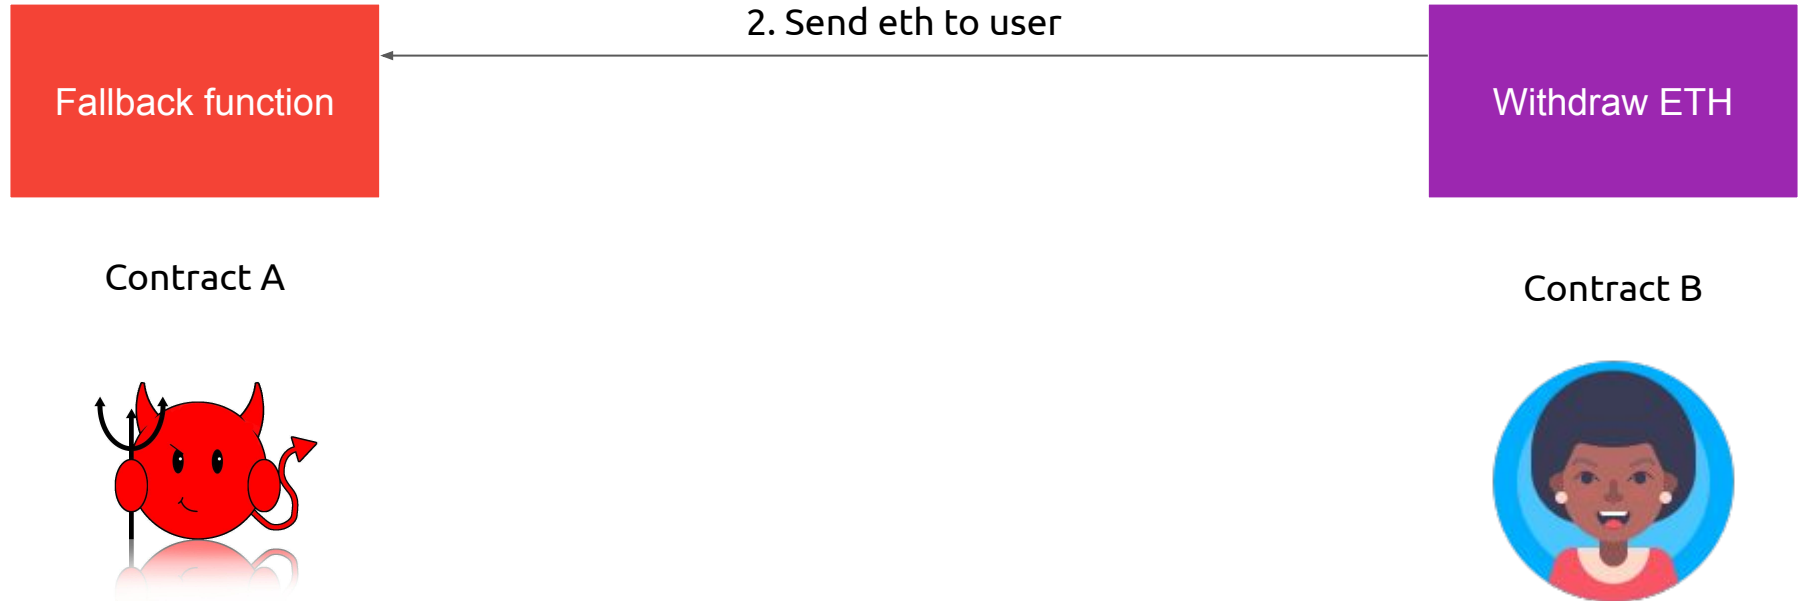 2. Send eth to user
Fallback function
Withdraw ETH
Contract A
Contract B